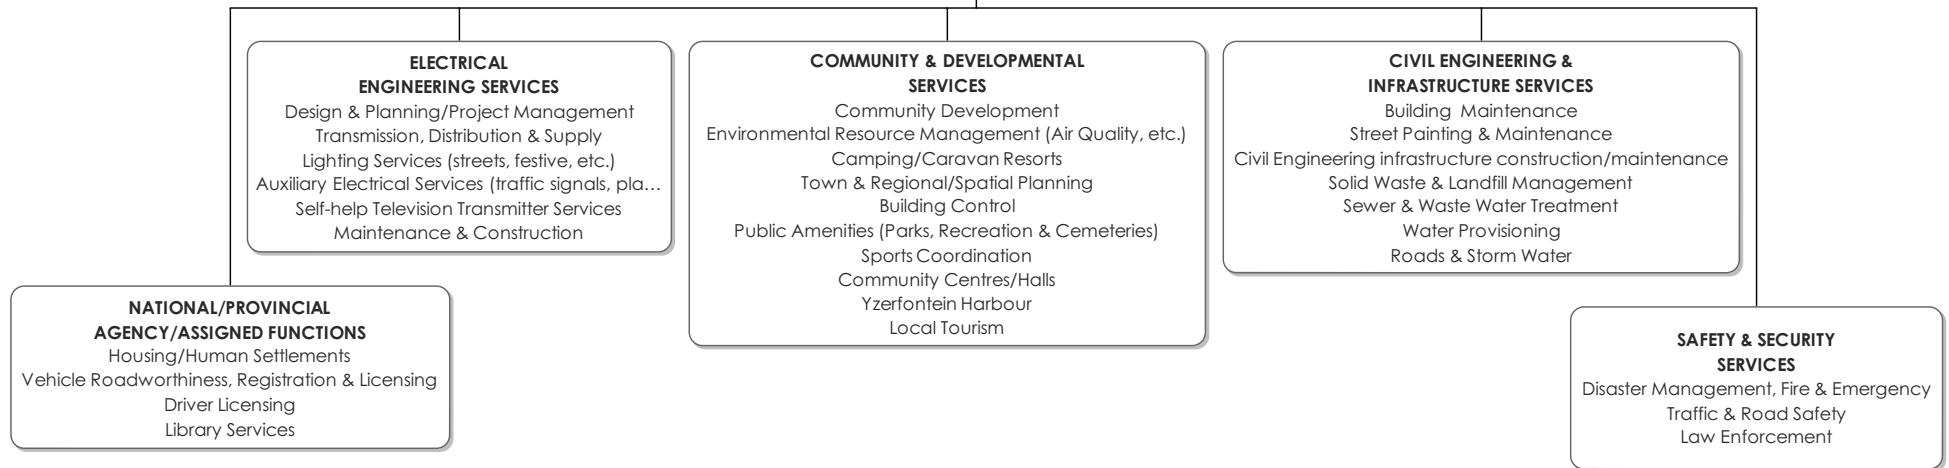 ELECTRICAL
ENGINEERING SERVICES
Design & Planning/Project Management
Transmission, Distribution & Supply
Lighting Services (streets, festive, etc.)
Auxiliary Electrical Services (traffic signals, pla...
Self-help Television Transmitter Services
Maintenance & Construction
COMMUNITY & DEVELOPMENTAL
SERVICES
Community Development
Environmental Resource Management (Air Quality, etc.)
Camping/Caravan Resorts
Town & Regional/Spatial Planning
Building Control
Public Amenities (Parks, Recreation & Cemeteries)
Sports Coordination
Community Centres/Halls
Yzerfontein Harbour
Local Tourism
CIVIL ENGINEERING &
INFRASTRUCTURE SERVICES
Building Maintenance
Street Painting & Maintenance
Civil Engineering infrastructure construction/maintenance
Solid Waste & Landfill Management
Sewer & Waste Water Treatment
Water Provisioning
Roads & Storm Water
NATIONAL/PROVINCIAL
AGENCY/ASSIGNED FUNCTIONS
Housing/Human Settlements
Vehicle Roadworthiness, Registration & Licensing
Driver Licensing
Library Services
SAFETY & SECURITY
SERVICES
Disaster Management, Fire & Emergency
Traffic & Road Safety
Law Enforcement